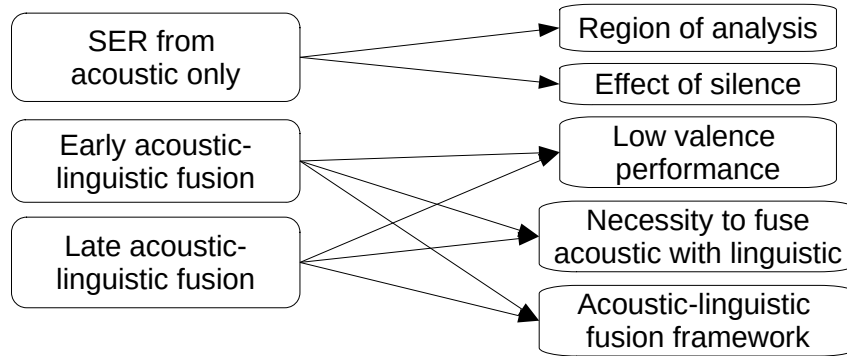 SER from
acoustic only
Early acoustic-
linguistic fusion
Late acoustic-
linguistic fusion
Region of analysis
Effect of silence
Low valence
performance
Necessity to fuse
acoustic with linguistic
Acoustic-linguistic
fusion framework